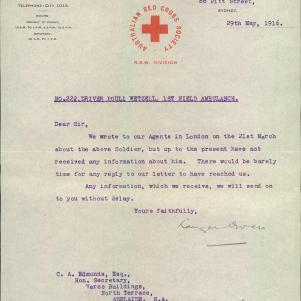 TELEPHONE: CITY 1015.
AUSTRALIAN RED CROSS SOCIETY
N.S.W. DIVISION
Pitt Street,
SYDNEY.
29th May, 1916.
NO.222.DRIVER POULI WETZELL, 1ST FIELD AMBULANCE.
Dear Sir,
We wrote to our Agents in London on the 21st March
about the above Soldier, but up to the present have not
received any information about him. There would be barely
time for any reply to our letter to have reached us.
Any information, which we receive, we will send on
to you without delay.
Yours faithfully,
C. A. Edmunds, Esq.,
Hon. Secretary,
Verco Buildings,
North Terrace,
ADELAIDE, S.A.